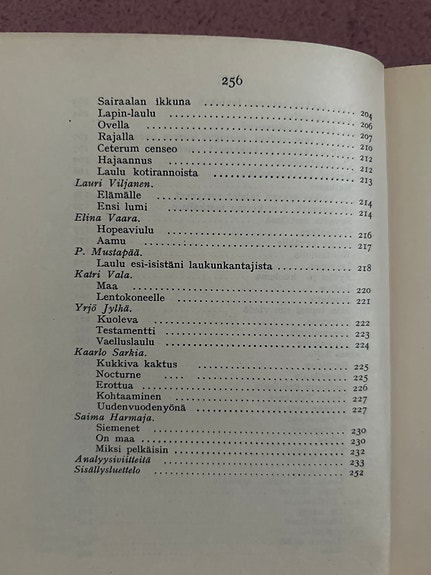 256
Sairaalan ikkuna ........ 204
Lapin-laulu ........ 206
Ovella ........ 207
Rajalla ........ 210
Ceterum censeo ........ 212
Hajaannus ........ 212
Laulu kotirannoista ........ 213
Lauri Viljanen.
Elämälle ........ 214
Ensi lumi ........ 214
Elina Vaara.
Hopeaviulu ........ 216
Aamu ........ 217
P. Mustapää.
Laulu esi-isistäni laukunkantajista ........ 218
Katri Vala.
Maa ........ 220
Lentokoneelle ........ 221
Yrjö Jylhä.
Kuoleva ........ 222
Testamentti ........ 223
Vaelluslaulu ........ 224
Kaarlo Sarkia.
Kukkiva kaktus ........ 225
Nocturne ........ 225
Erottua ........ 226
Kohtaaminen ........ 227
Uudenvuodenyönä ........ 227
Saima Harmaja.
Siemenet ........ 230
On maa ........ 230
Miksi pelkäisin ........ 232
Analyysiviitteitä ........ 233
Sisällysluettelo ........ 252